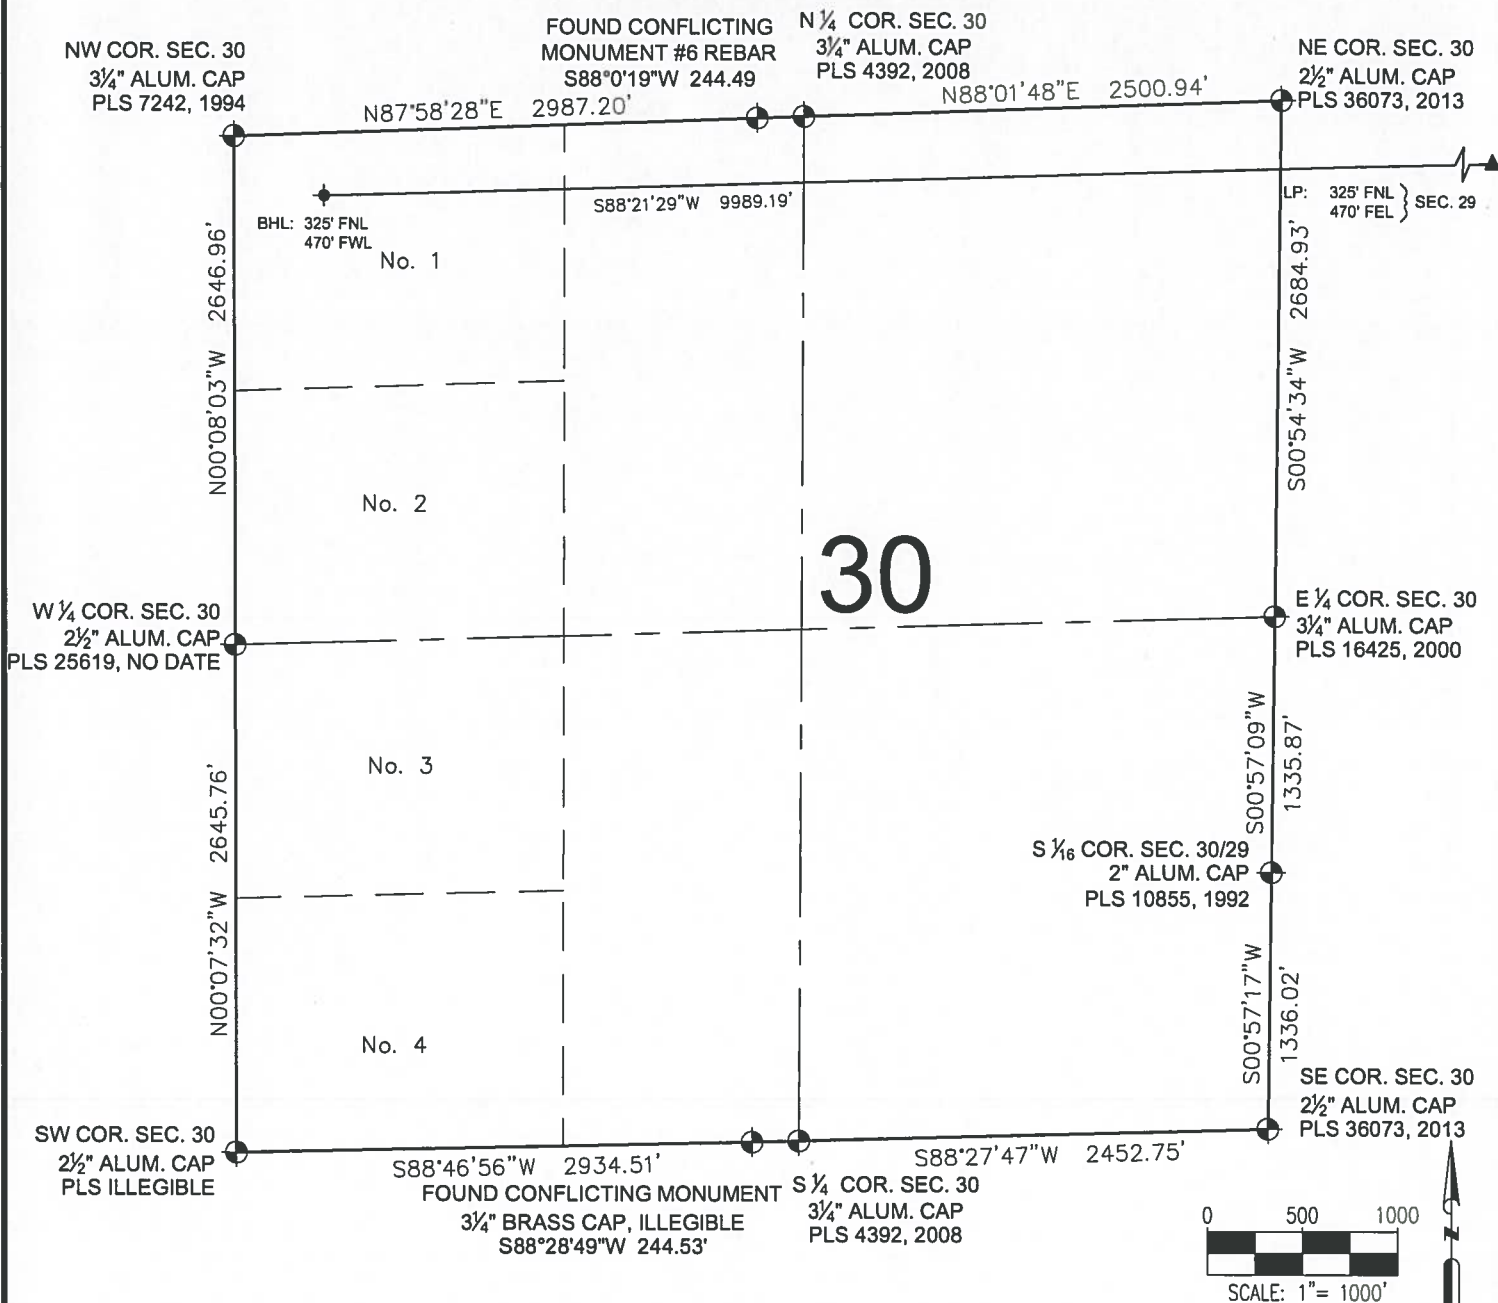 FOUND CONFLICTING
MONUMENT #6 REBAR
S88°0'19"W 244.49
N ¼ COR. SEC. 30
3¼" ALUM. CAP
PLS 4392, 2008
NW COR. SEC. 30
3¼" ALUM. CAP
PLS 7242, 1994
NE COR. SEC. 30
2½" ALUM. CAP
PLS 36073, 2013
N87°58'28"E 2987.20'
N88°01'48"E 2500.94'
S88°21'29"W 9989.19'
LP: 325' FNL
470' FEL
SEC. 29
BHL: 325' FNL
470' FWL
No. 1
N00°08'03"W 2646.96'
S00°54'34"W 2684.93'
No. 2
30
W ¼ COR. SEC. 30
2½" ALUM. CAP
PLS 25619, NO DATE
E ¼ COR. SEC. 30
3¼" ALUM. CAP
PLS 16425, 2000
No. 3
N00°07'32"W 2645.76'
S00°57'09"W
1335.87'
S 1⁄16 COR. SEC. 30/29
2" ALUM. CAP
PLS 10855, 1992
No. 4
S00°57'17"W
1336.02'
SE COR. SEC. 30
2½" ALUM. CAP
PLS 36073, 2013
SW COR. SEC. 30
2½" ALUM. CAP
PLS ILLEGIBLE
S88°46'56"W 2934.51'
FOUND CONFLICTING MONUMENT
3¼" BRASS CAP, ILLEGIBLE
S88°28'49"W 244.53'
S88°27'47"W 2452.75'
S ¼ COR. SEC. 30
3¼" ALUM. CAP
PLS 4392, 2008
0 500 1000
SCALE: 1"= 1000'
N